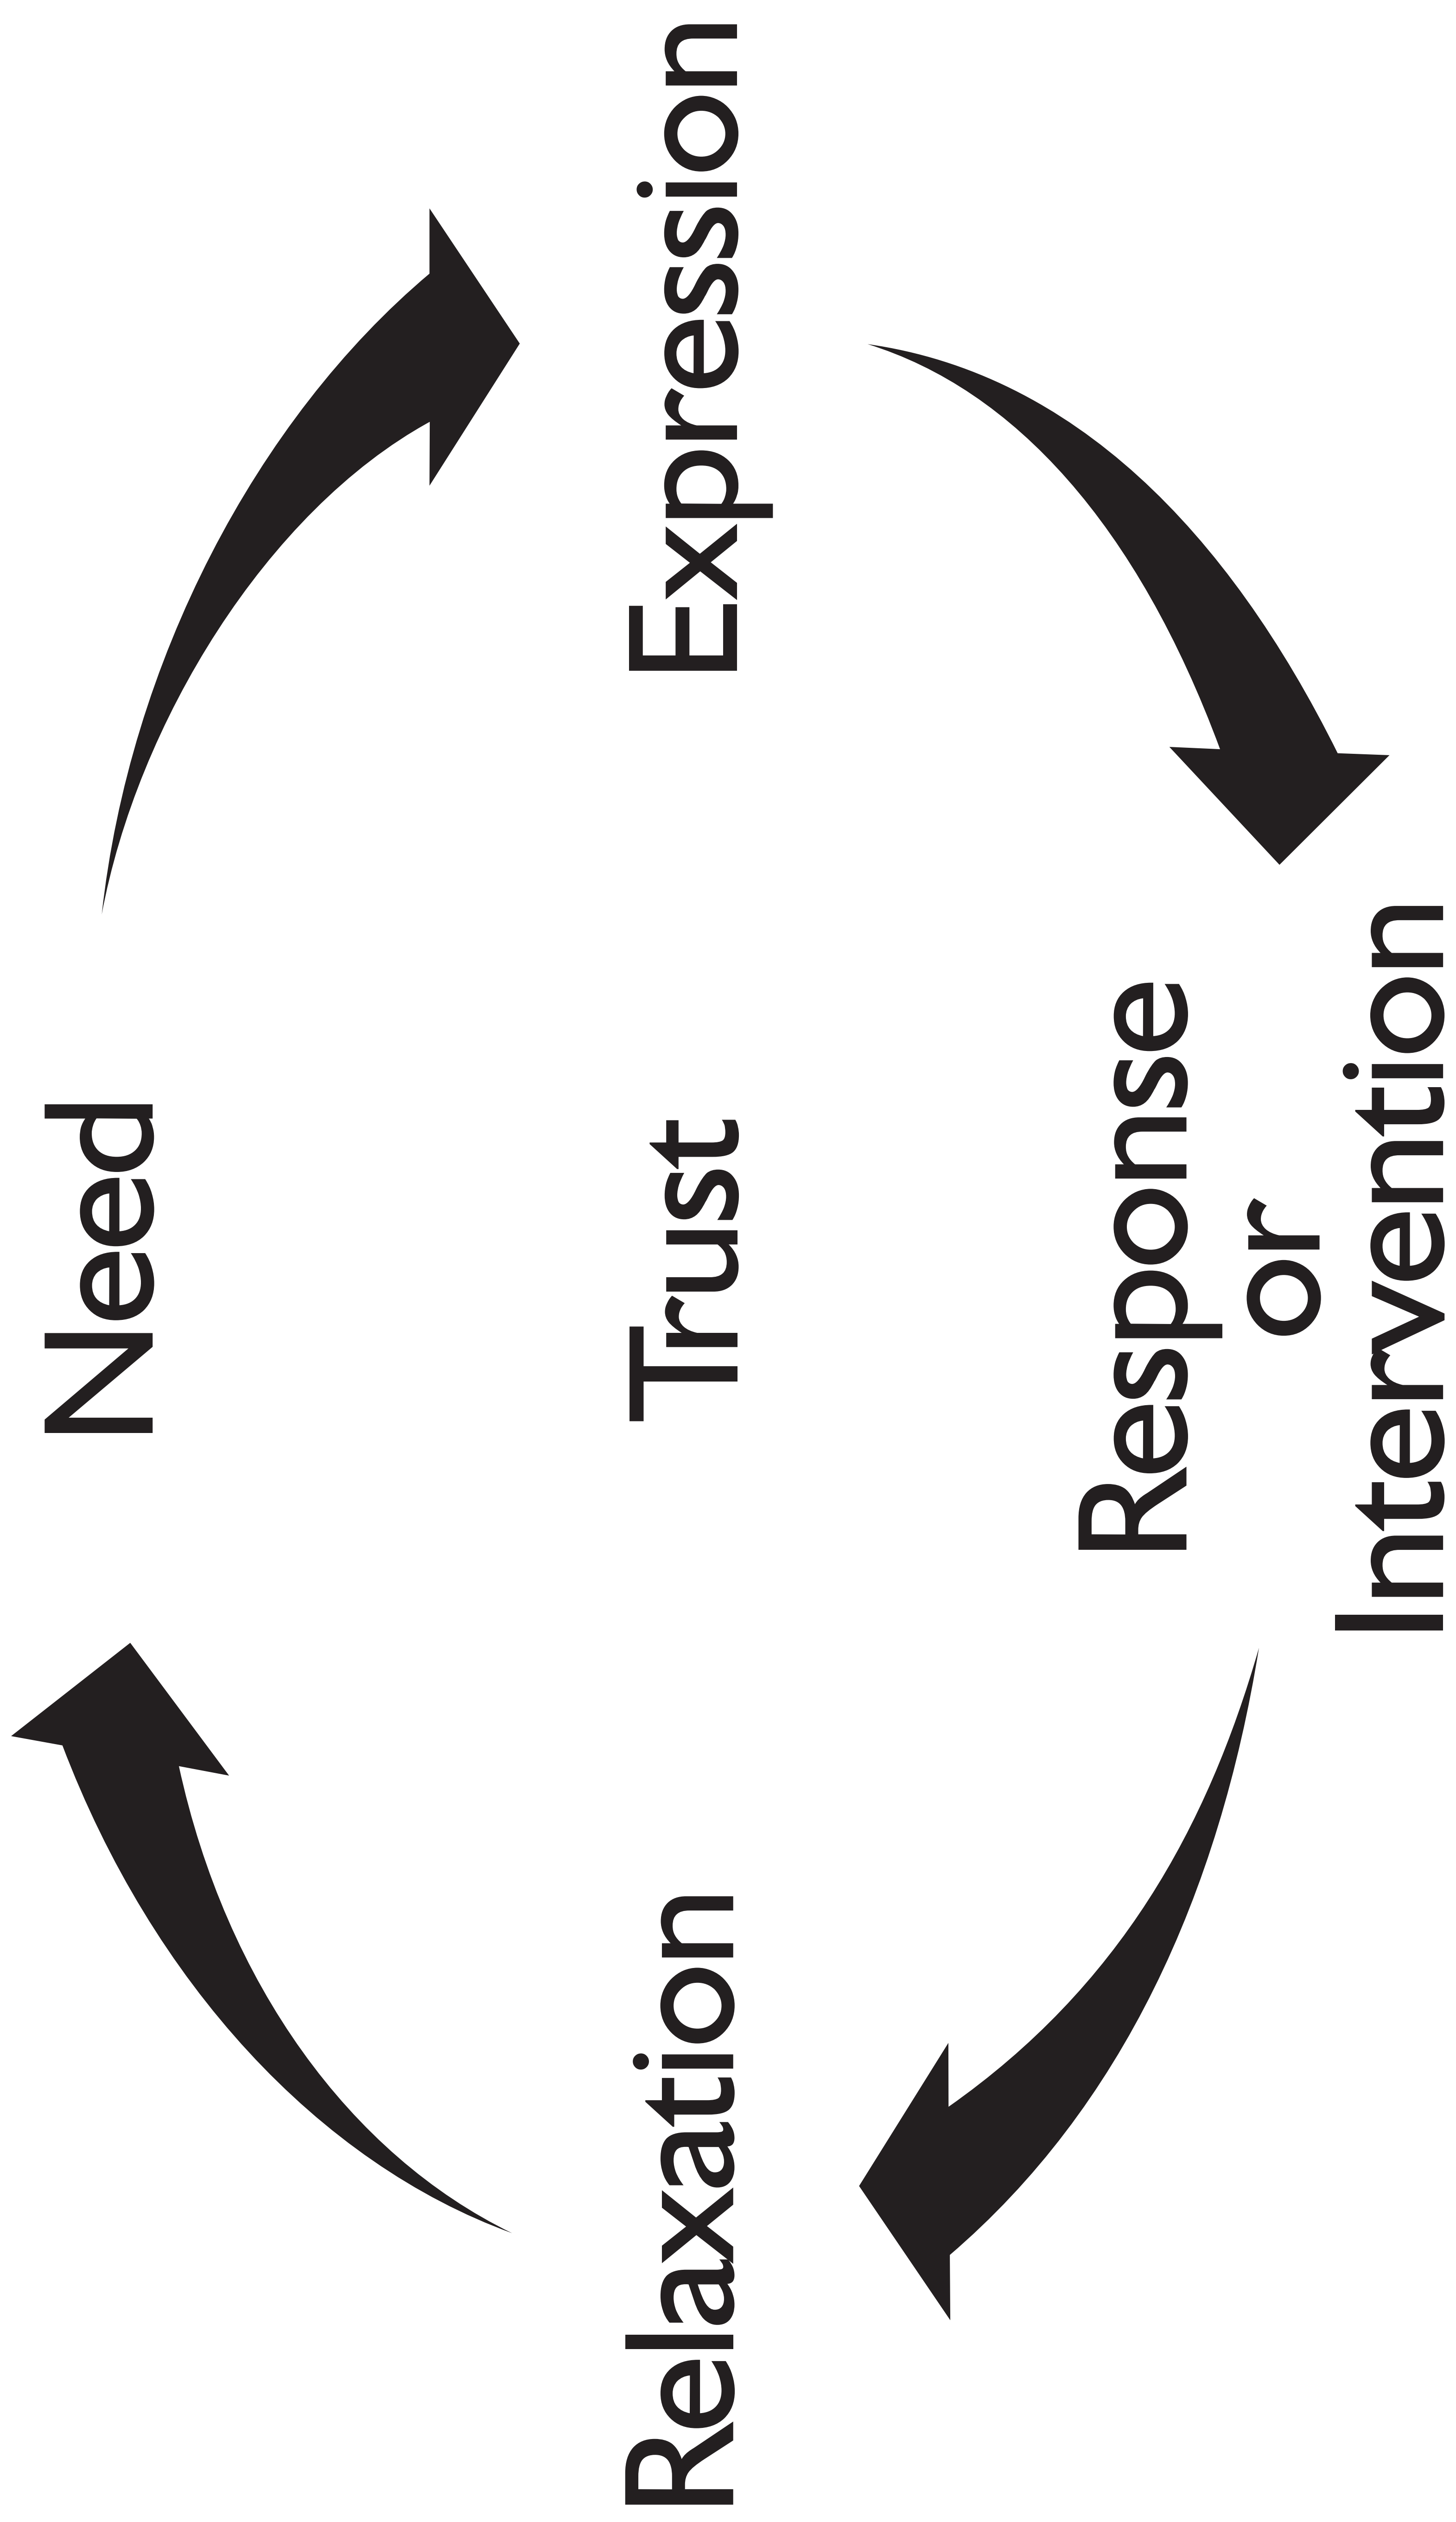 Need
Expression
Trust
Response
or
Intervention
Relaxation